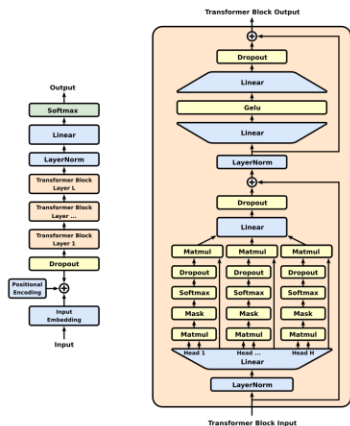 Output
Softmax
Linear
LayerNorm
Transformer Block
Layer L
Transformer Block
Layer ...
Transformer Block
Layer 1
Dropout
Positional
Encoding
Input
Embedding
Input
Transformer Block Output
Dropout
Linear
Gelu
Linear
LayerNorm
Dropout
Linear
Matmul Matmul Matmul
Dropout Dropout Dropout
Softmax Softmax Softmax
Mask Mask Mask
Matmul Matmul Matmul
Head 1 Head ... Head H
Linear
LayerNorm
Transformer Block Input